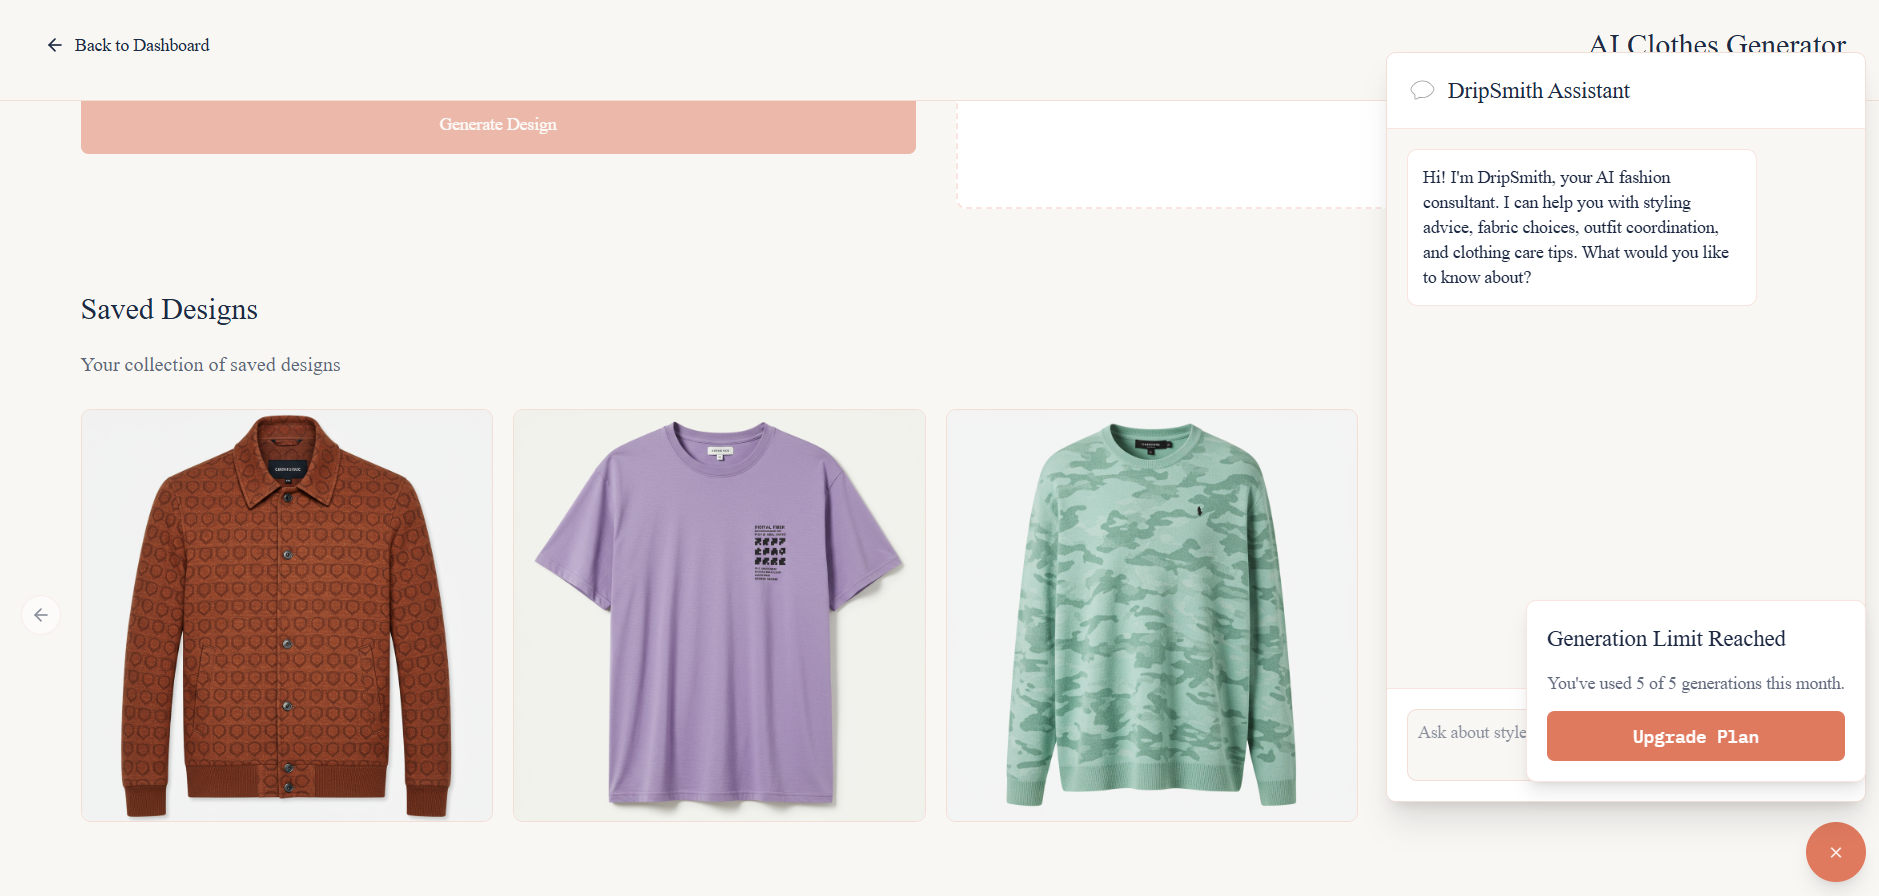 Back to Dashboard
AI Clothes Generator
Generate Design
DripSmith Assistant
Hi! I'm DripSmith, your AI fashion
consultant. I can help you with styling
advice, fabric choices, outfit coordination,
and clothing care tips. What would you like
to know about?
Saved Designs
Your collection of saved designs
DIGITAL FIBER
Generation Limit Reached
You've used 5 of 5 generations this month.
Upgrade Plan
Ask about style